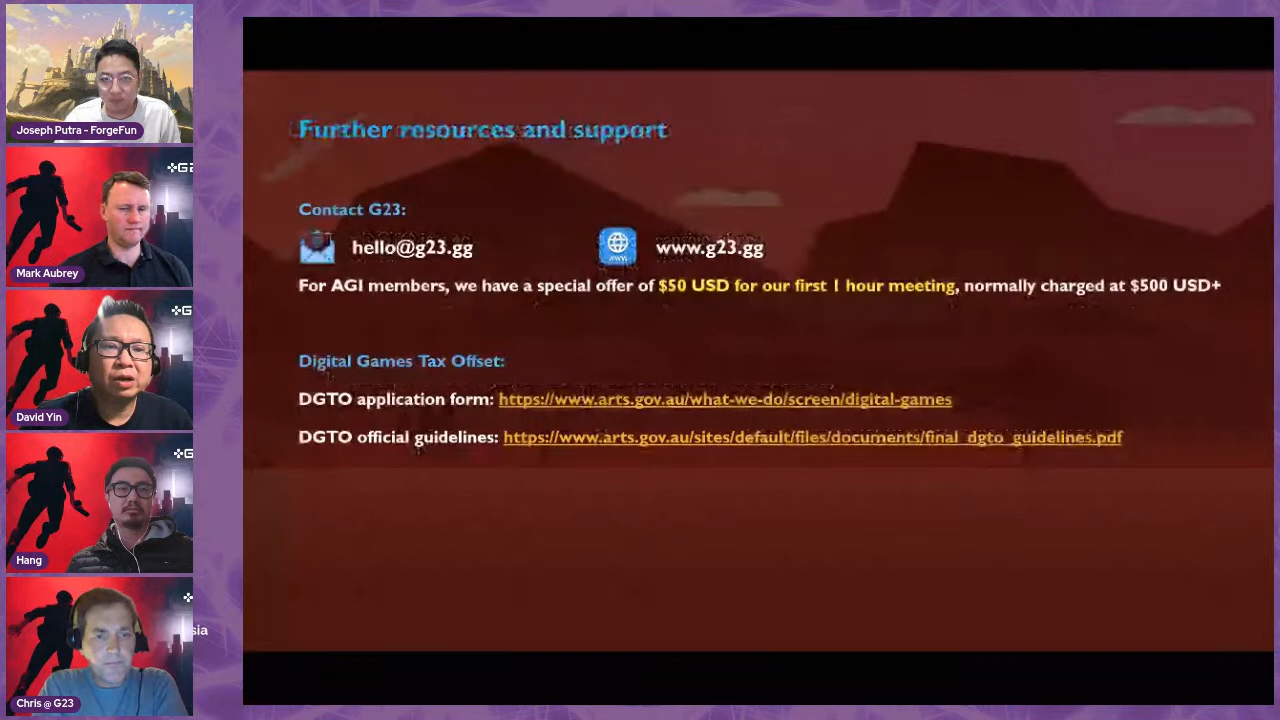 Joseph Putra - ForgeFun
Mark Aubrey
David Yin
Hang
sia
Chris @ G23
Further resources and support
Contact G23:
hello@g23.gg
www.g23.gg
For AGI members, we have a special offer of $50 USD for our first 1 hour meeting, normally charged at $500 USD+
Digital Games Tax Offset:
DGTO application form: https://www.arts.gov.au/what-we-do/screen/digital-games
DGTO official guidelines: https://www.arts.gov.au/sites/default/files/documents/final_dgto_guidelines.pdf